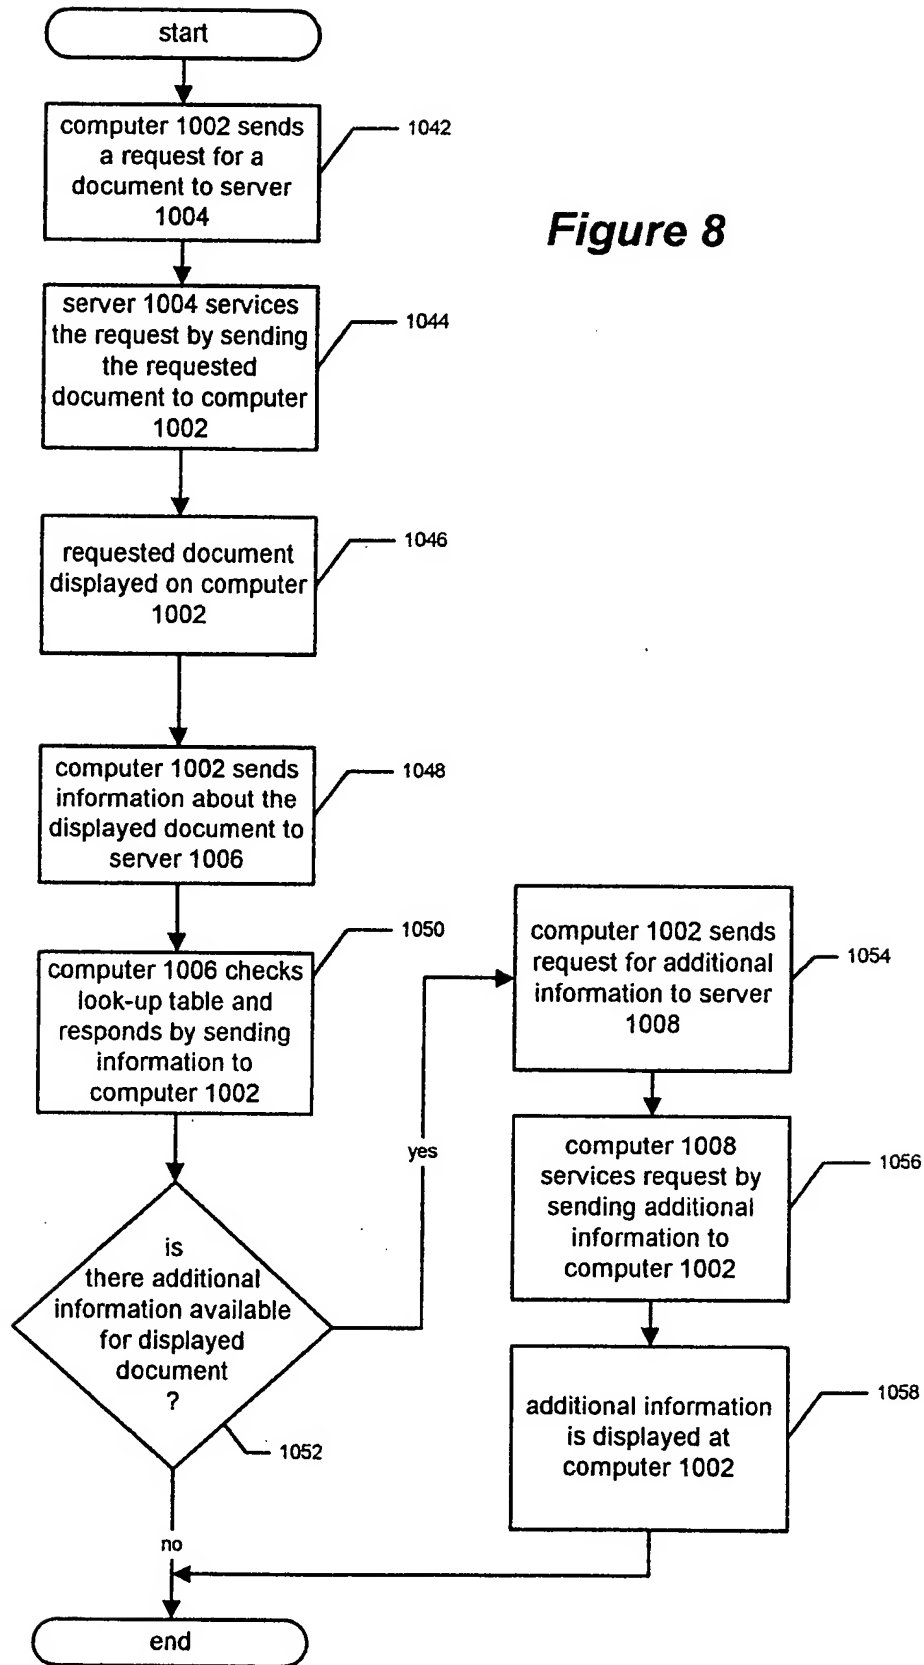 start
computer 1002 sends
a request for a
document to server
1004
1042
Figure 8
server 1004 services
the request by sending
the requested
document to computer
1002
1044
requested document
displayed on computer
1002
1046
computer 1002 sends
information about the
displayed document to
server 1006
1048
computer 1006 checks
look-up table and
responds by sending
information to
computer 1002
1050
is
there additional
information available
for displayed
document
?
1052
yes
computer 1002 sends
request for additional
information to server
1008
1054
computer 1008
services request by
sending additional
information to
computer 1002
1056
additional information
is displayed at
computer 1002
1058
no
end